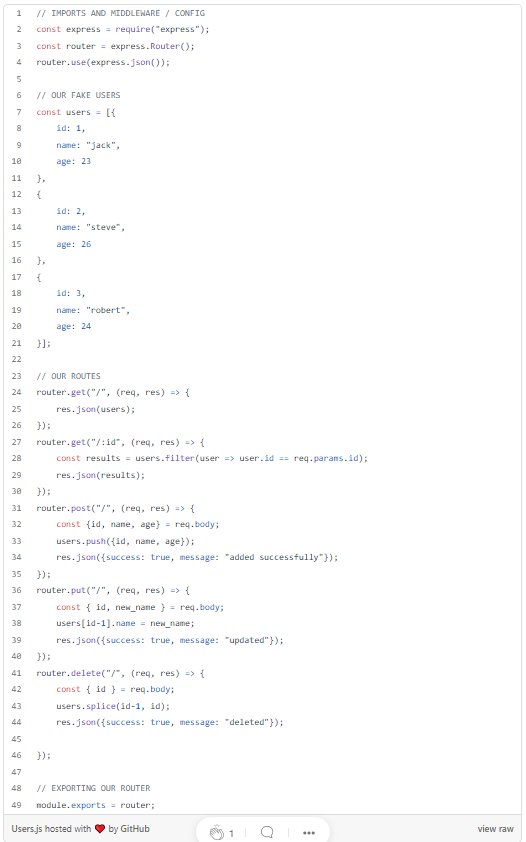 1 // IMPORTS AND MIDDLEWARE / CONFIG
2 const express = require("express");
3 const router = express.Router();
4 router.use(express.json());
5
6 // OUR FAKE USERS
7 const users = [{
8     id: 1,
9     name: "jack",
10     age: 23
11 },
12 {
13     id: 2,
14     name: "steve",
15     age: 26
16 },
17 {
18     id: 3,
19     name: "robert",
20     age: 24
21 }];
22
23 // OUR ROUTES
24 router.get("/", (req, res) => {
25     res.json(users);
26 });
27 router.get("/:id", (req, res) => {
28     const results = users.filter(user => user.id == req.params.id);
29     res.json(results);
30 });
31 router.post("/", (req, res) => {
32     const {id, name, age} = req.body;
33     users.push({id, name, age});
34     res.json({success: true, message: "added successfully"});
35 });
36 router.put("/", (req, res) => {
37     const { id, new_name } = req.body;
38     users[id-1].name = new_name;
39     res.json({success: true, message: "updated"});
40 });
41 router.delete("/", (req, res) => {
42     const { id } = req.body;
43     users.splice(id-1, id);
44     res.json({success: true, message: "deleted"});
45
46 });
47
48 // EXPORTING OUR ROUTER
49 module.exports = router;
Users.js hosted with ❤ by GitHub 1 view raw